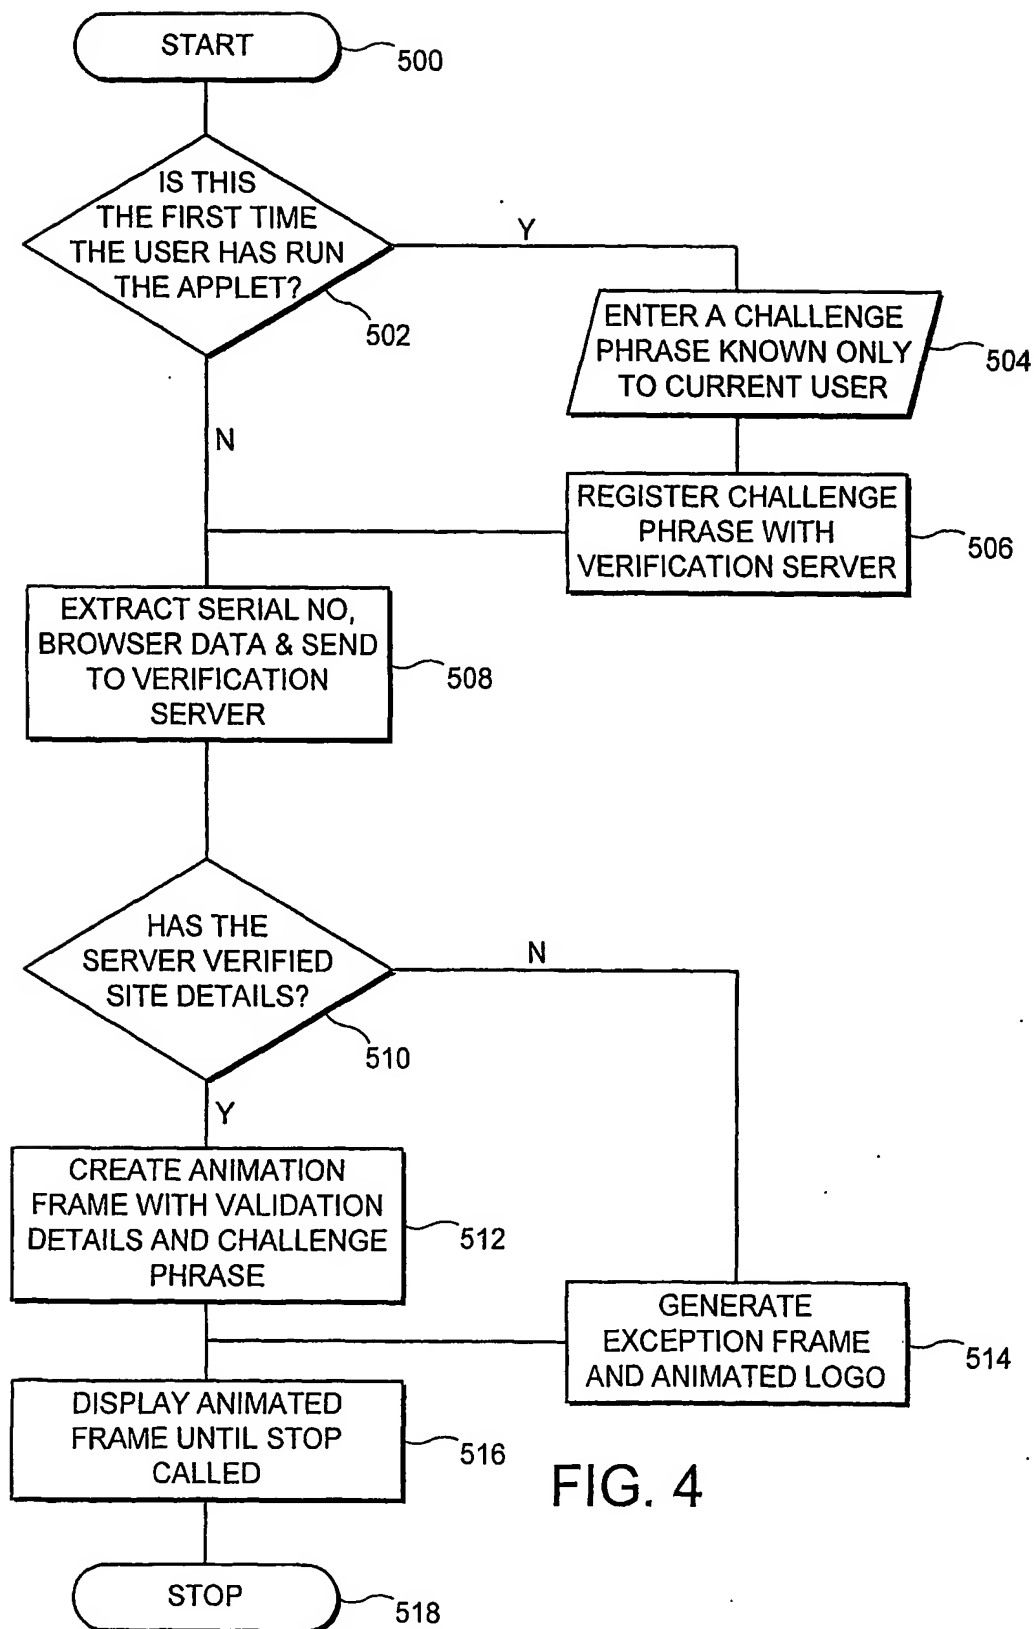 START
500
IS THIS
THE FIRST TIME
THE USER HAS RUN
THE APPLET?
502
Y
ENTER A CHALLENGE
PHRASE KNOWN ONLY
TO CURRENT USER
504
N
REGISTER CHALLENGE
PHRASE WITH
VERIFICATION SERVER
506
EXTRACT SERIAL NO,
BROWSER DATA & SEND
TO VERIFICATION
SERVER
508
HAS THE
SERVER VERIFIED
SITE DETAILS?
510
N
Y
CREATE ANIMATION
FRAME WITH VALIDATION
DETAILS AND CHALLENGE
PHRASE
512
GENERATE
EXCEPTION FRAME
AND ANIMATED LOGO
514
DISPLAY ANIMATED
FRAME UNTIL STOP
CALLED
516
FIG. 4
STOP
518